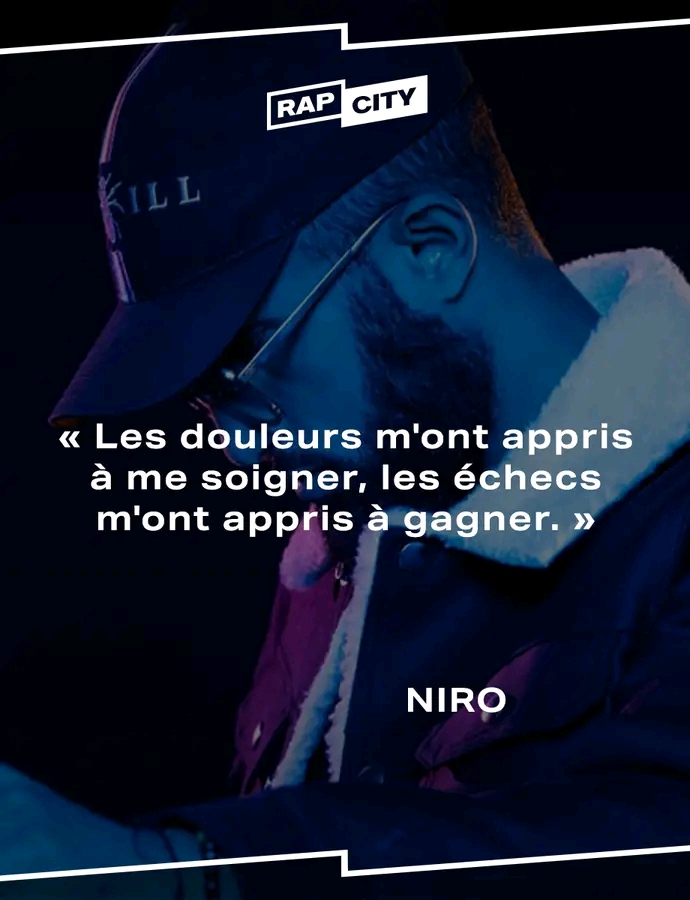 RAP CITY
KILL
« Les douleurs m'ont appris
à me soigner, les échecs
m'ont appris à gagner. »
NIRO